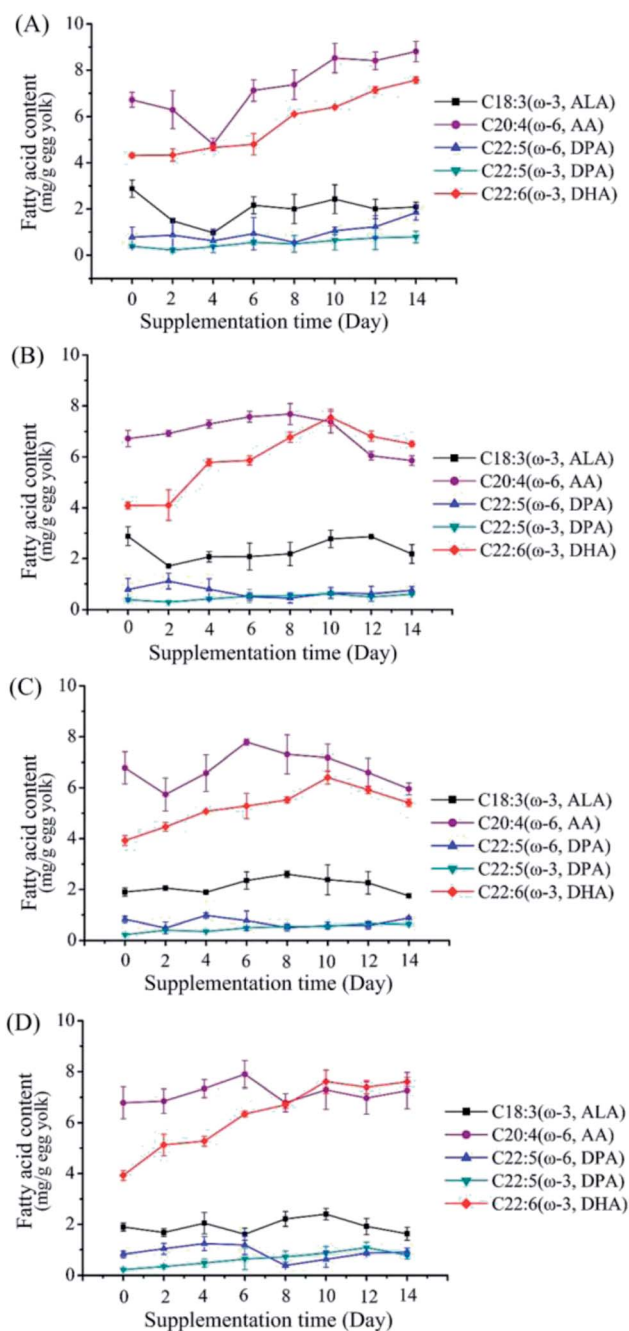 (A)
10
8
6
4
2
0
Fatty acid content
(mg/g egg yolk)
0 2 4 6 8 10 12 14
Supplementation time (Day)
C18:3(ω-3, ALA)
C20:4(ω-6, AA)
C22:5(ω-6, DPA)
C22:5(ω-3, DPA)
C22:6(ω-3, DHA)
(B)
10
8
6
4
2
0
Fatty acid content
(mg/g egg yolk)
0 2 4 6 8 10 12 14
Supplementation time (Day)
C18:3(ω-3, ALA)
C20:4(ω-6, AA)
C22:5(ω-6, DPA)
C22:5(ω-3, DPA)
C22:6(ω-3, DHA)
(C)
10
8
6
4
2
0
Fatty acid content
(mg/g egg yolk)
0 2 4 6 8 10 12 14
Supplementation time (Day)
C18:3(ω-3, ALA)
C20:4(ω-6, AA)
C22:5(ω-6, DPA)
C22:5(ω-3, DPA)
C22:6(ω-3, DHA)
(D)
10
8
6
4
2
0
Fatty acid content
(mg/g egg yolk)
0 2 4 6 8 10 12 14
Supplementation time (Day)
C18:3(ω-3, ALA)
C20:4(ω-6, AA)
C22:5(ω-6, DPA)
C22:5(ω-3, DPA)
C22:6(ω-3, DHA)